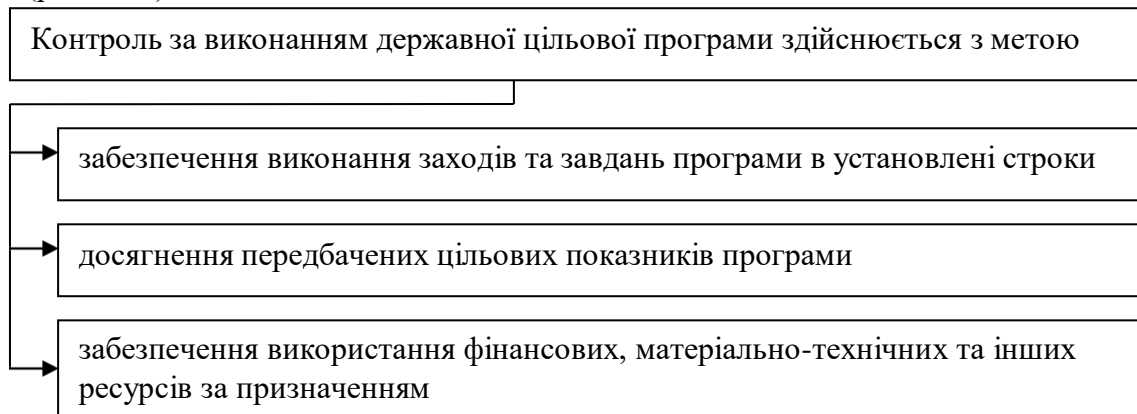 Контроль за виконанням державної цільової програми здійснюється з метою
забезпечення виконання заходів та завдань програми в установлені строки
досягнення передбачених цільових показників програми
забезпечення використання фінансових, матеріально-технічних та інших
ресурсів за призначенням